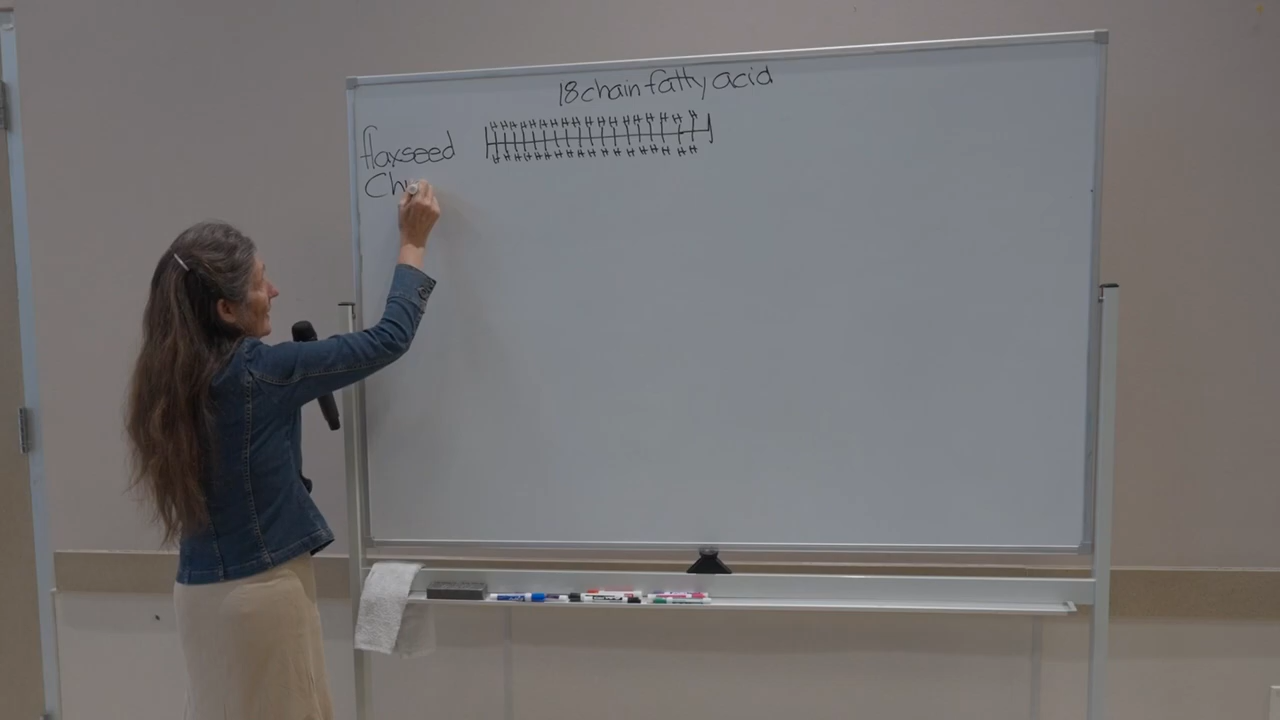 18 chain fatty acid
flaxseed
Ch